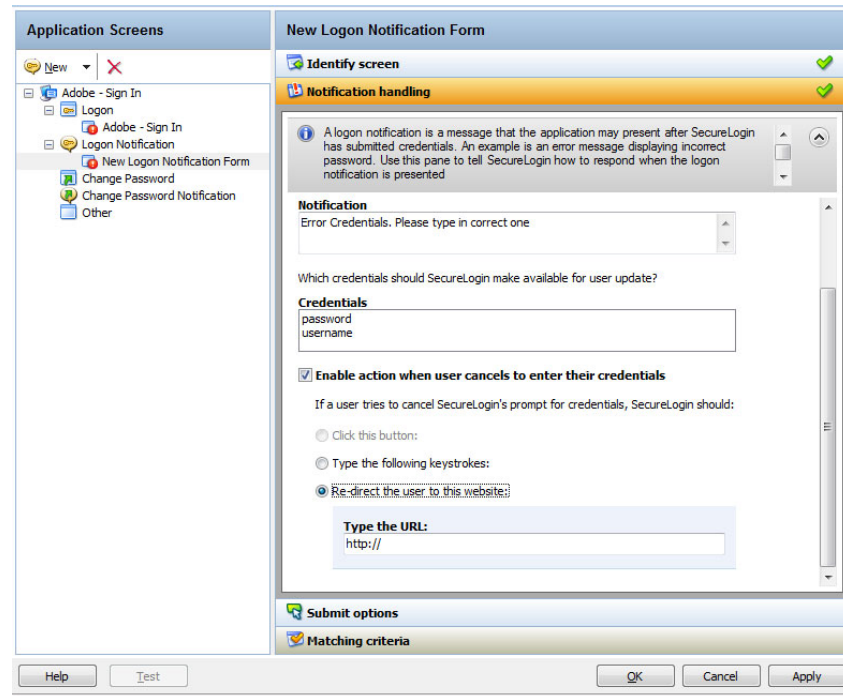 Application Screens
New
Adobe - Sign In
Logon
Adobe - Sign In
Logon Notification
New Logon Notification Form
Change Password
Change Password Notification
Other
New Logon Notification Form
Identify screen
Notification handling
A logon notification is a message that the application may present after SecureLogin
has submitted credentials. An example is an error message displaying incorrect
password. Use this pane to tell SecureLogin how to respond when the logon
notification is presented
Notification
Error Credentials. Please type in correct one
Which credentials should SecureLogin make available for user update?
Credentials
password
username
Enable action when user cancels to enter their credentials
If a user tries to cancel SecureLogin's prompt for credentials, SecureLogin should:
Click this button:
Type the following keystrokes:
Re-direct the user to this website:
Type the URL:
http://
Submit options
Matching criteria
Help
Test
OK
Cancel
Apply